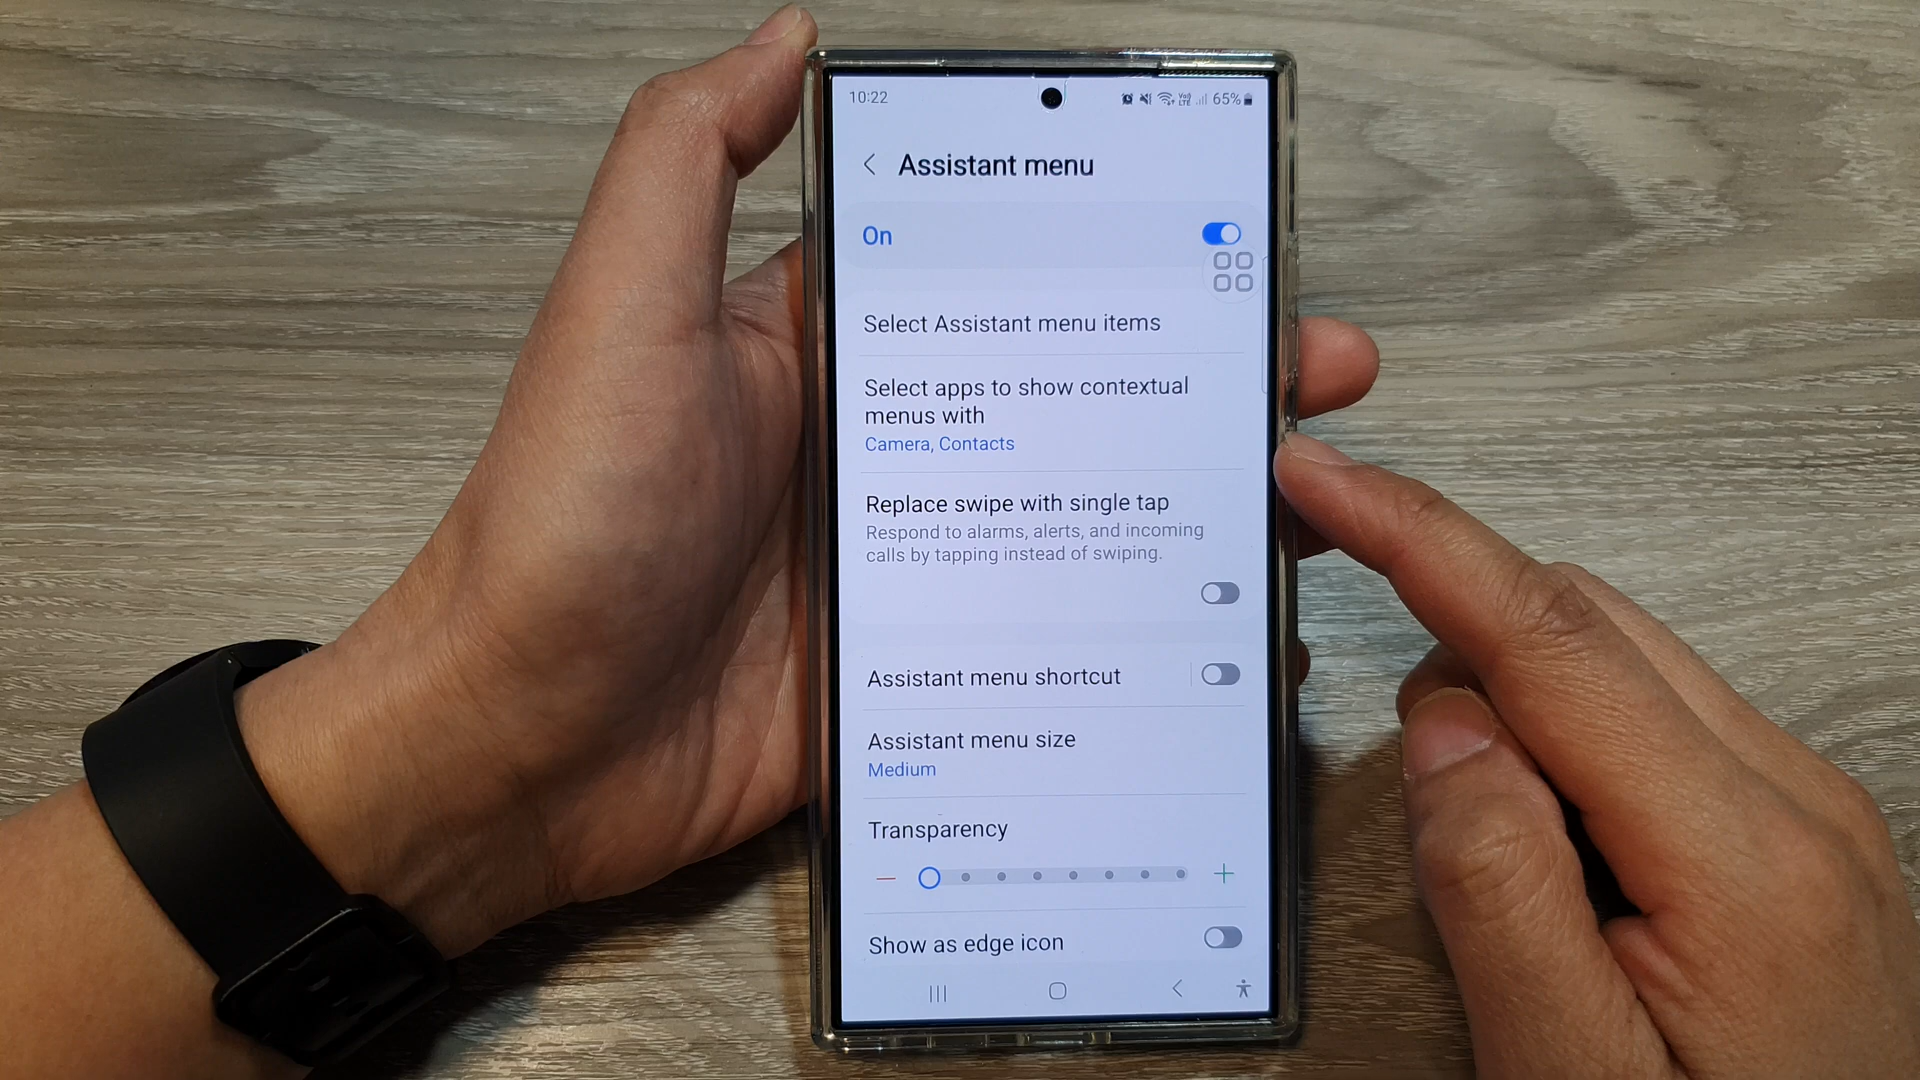 10:22 VoLTE 65%
Assistant menu
On
Select Assistant menu items
Select apps to show contextual
menus with
Camera, Contacts
Replace swipe with single tap
Respond to alarms, alerts, and incoming
calls by tapping instead of swiping.
Assistant menu shortcut
Assistant menu size
Medium
Transparency
Show as edge icon